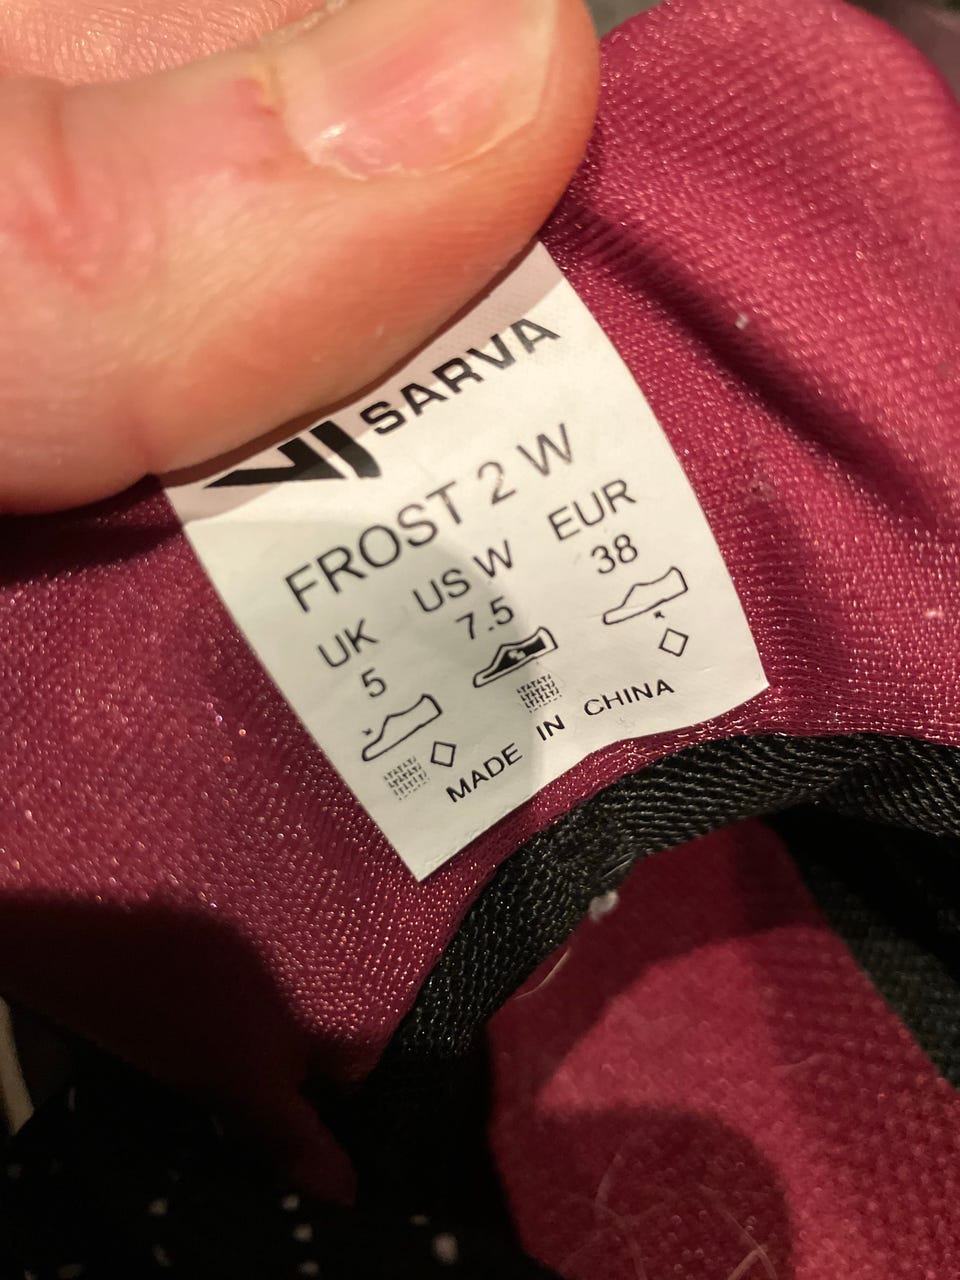 SARVA
FROST 2 W
UK US W EUR
5 7.5 38
MADE IN CHINA